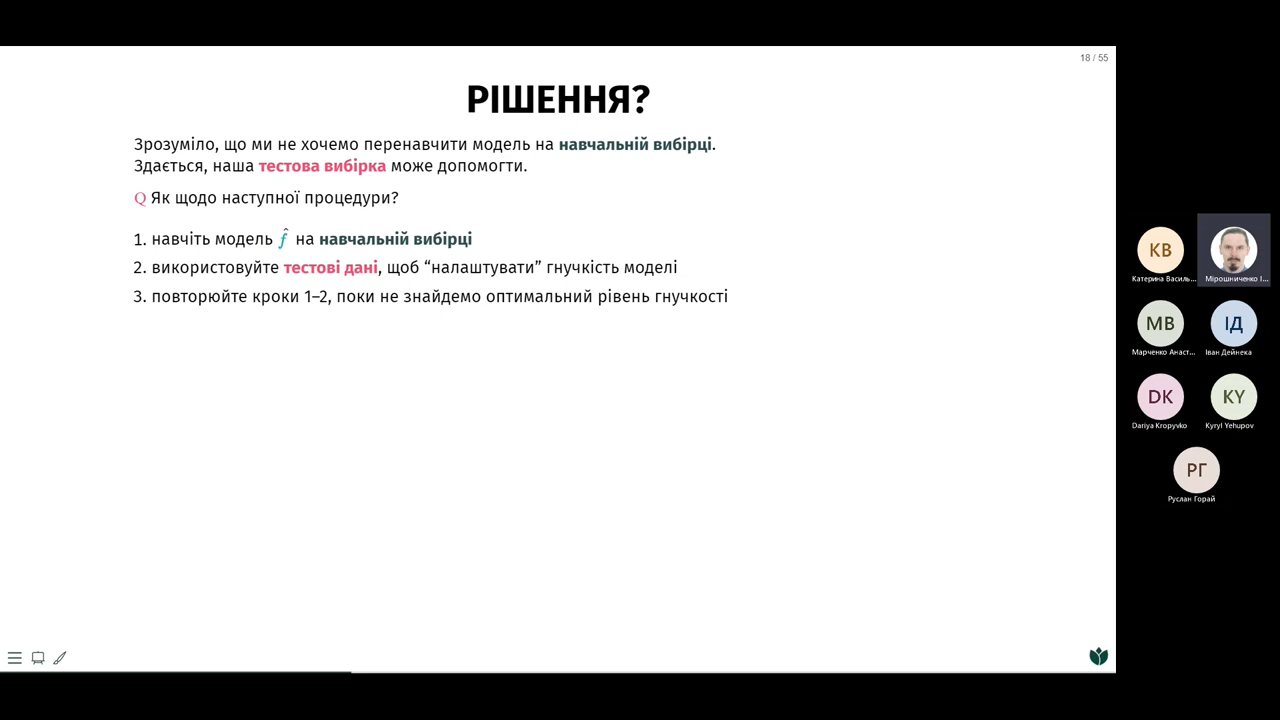 18 / 55
РІШЕННЯ?
Зрозуміло, що ми не хочемо перенавчити модель на навчальній вибірці.
Здається, наша тестова вибірка може допомогти.
Q Як щодо наступної процедури?
1. навчіть модель f̂ на навчальній вибірці
2. використовуйте тестові дані, щоб “налаштувати” гнучкість моделі
3. повторюйте кроки 1–2, поки не знайдемо оптимальний рівень гнучкості
КВ
Катерина Василь...
Мірошниченко І...
МВ
Марченко Анаст...
ІД
Іван Дейнека
DK
Dariya Kropyvko
KY
Kyryl Yehupov
РГ
Руслан Горай